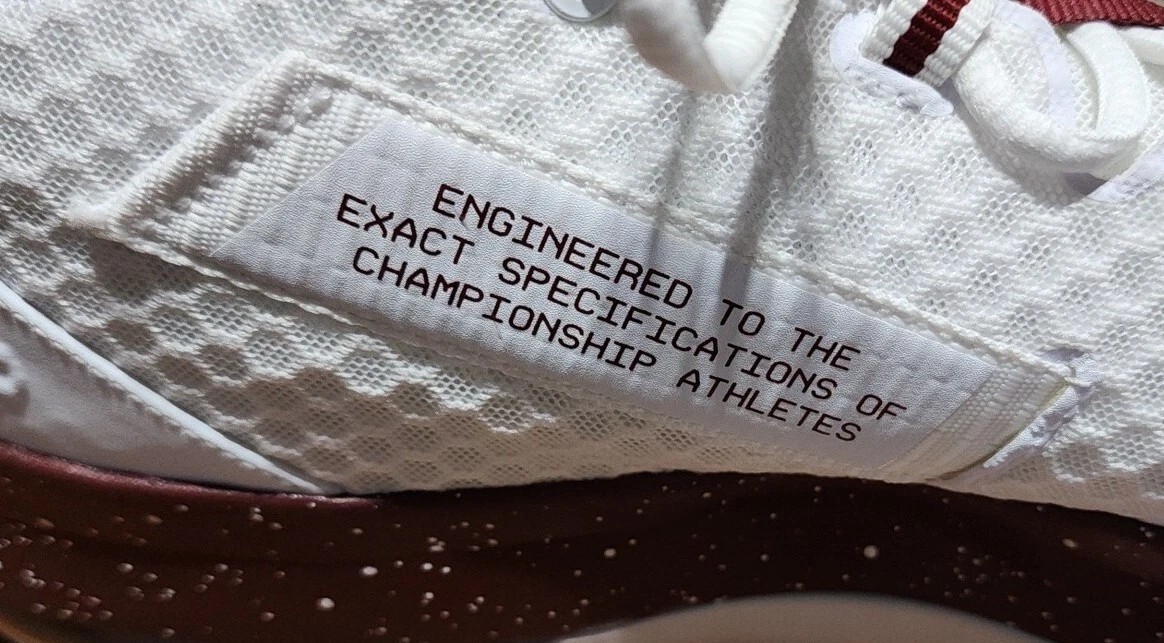 ENGINEERED TO THE
EXACT SPECIFICATIONS OF
CHAMPIONSHIP ATHLETES